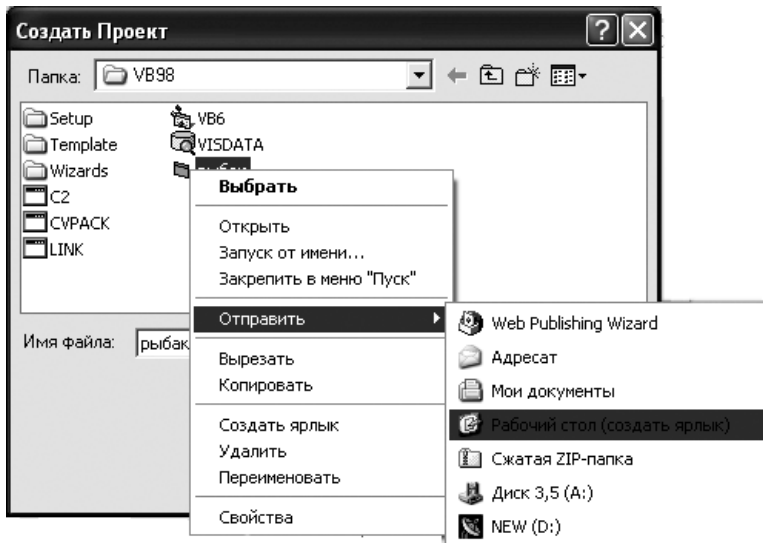 Создать Проект
Папка: VB98
Setup
Template
Wizards
C2
CVPACK
LINK
VB6
VISDATA
Имя файла: рыбак
Выбрать
Открыть
Запуск от имени...
Закрепить в меню "Пуск"
Отправить
Вырезать
Копировать
Создать ярлык
Удалить
Переименовать
Свойства
Web Publishing Wizard
Адресат
Мои документы
Рабочий стол (создать ярлык)
Сжатая ZIP-папка
Диск 3,5 (A:)
NEW (D:)